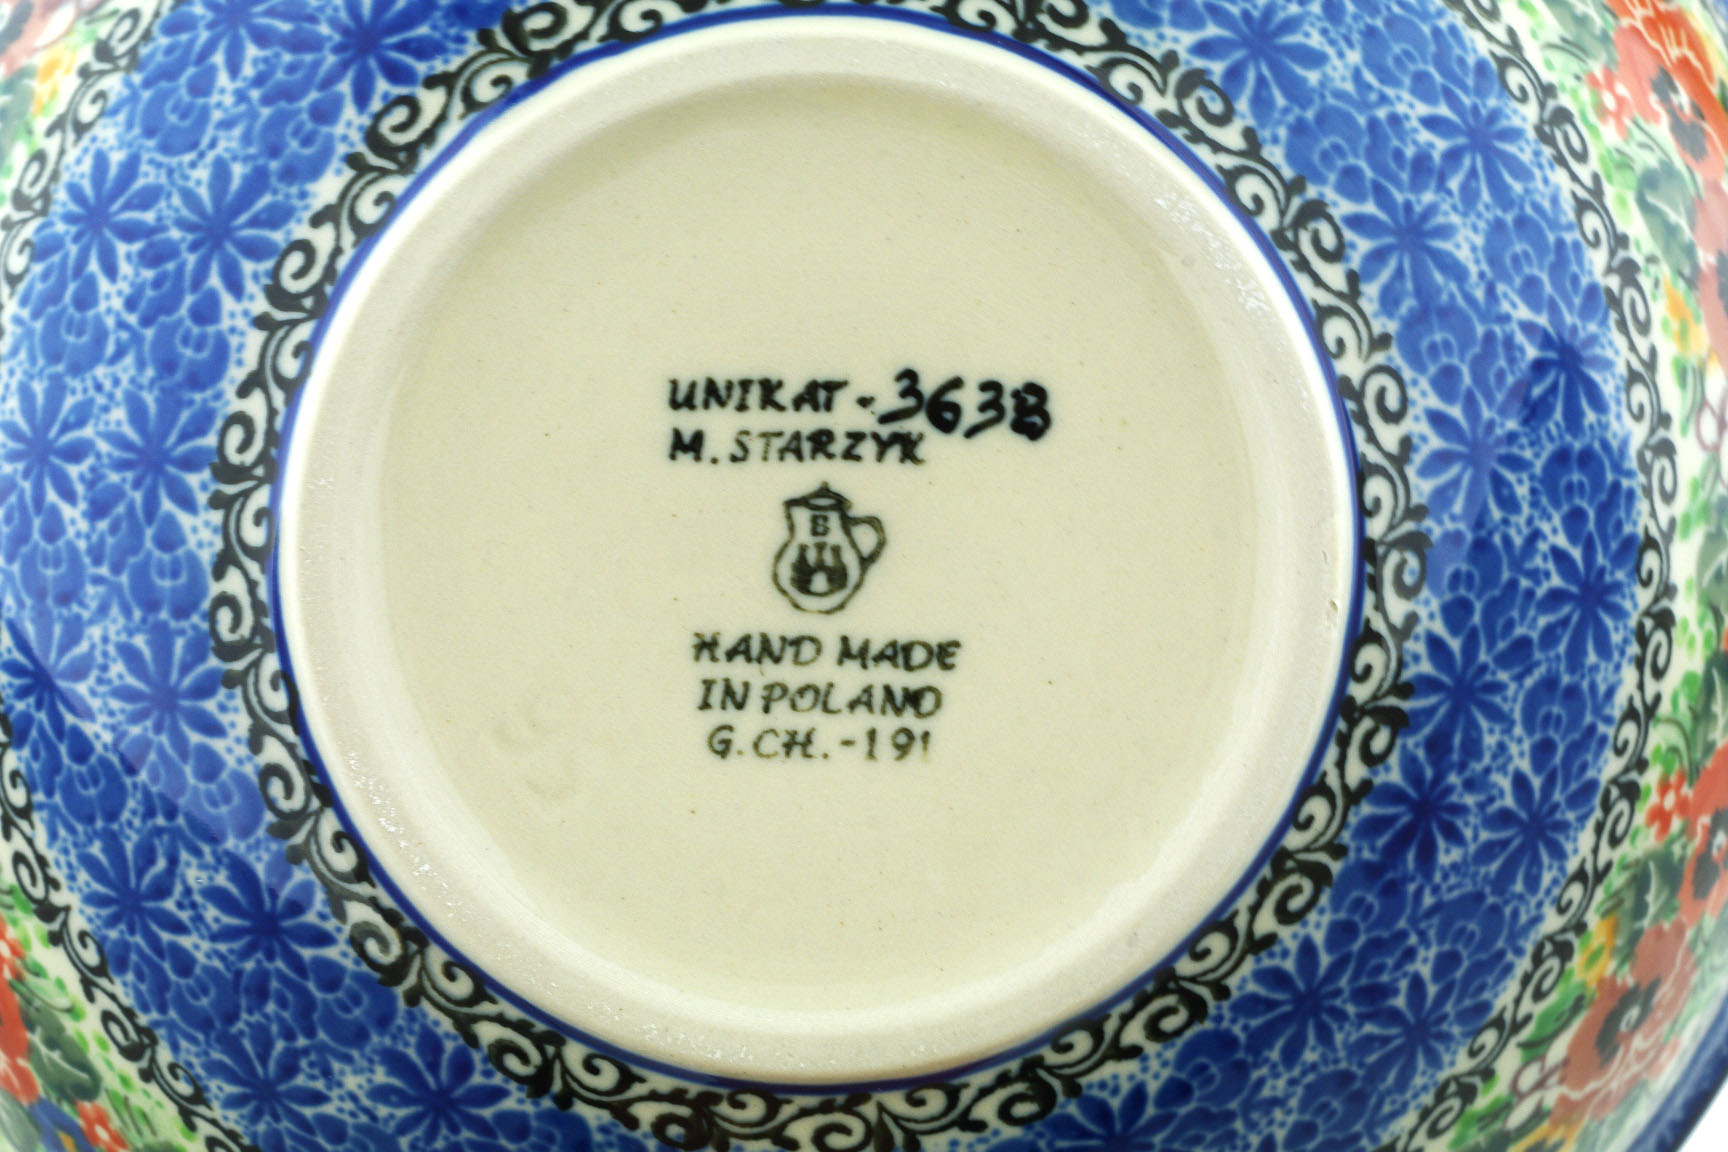 UNIKAT - 3638
M. STARZYK
B
HAND MADE
IN POLAND
G.CH. - 191